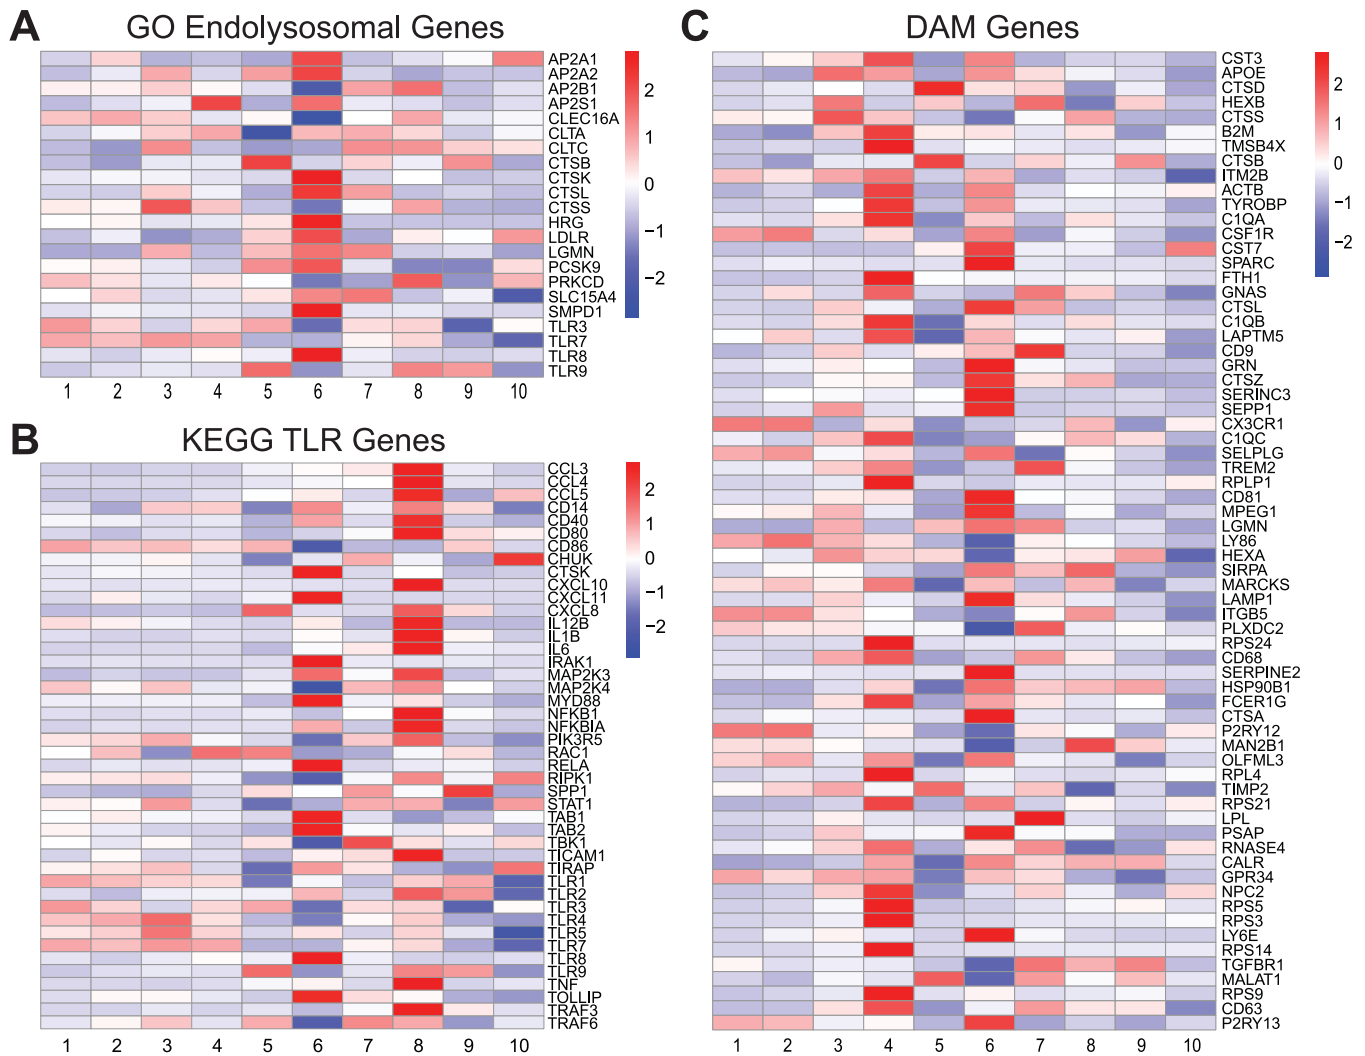 A
GO Endolysosomal Genes
AP2A1
AP2A2
AP2B1
AP2S1
CLEC16A
CLTA
CLTC
CTSB
CTSK
CTSL
CTSS
HRG
LDLR
LGMN
PCSK9
PRKCD
SLC15A4
SMPD1
TLR3
TLR7
TLR8
TLR9
2
1
0
−1
−2
1 2 3 4 5 6 7 8 9 10
B
KEGG TLR Genes
CCL3
CCL4
CCL5
CD14
CD40
CD80
CD86
CHUK
CTSK
CXCL10
CXCL11
CXCL8
IL12B
IL1B
IL6
IRAK1
MAP2K3
MAP2K4
MYD88
NFKB1
NFKBIA
PIK3R5
RAC1
RELA
RIPK1
SPP1
STAT1
TAB1
TAB2
TBK1
TICAM1
TIRAP
TLR1
TLR2
TLR3
TLR4
TLR5
TLR7
TLR8
TLR9
TNF
TOLLIP
TRAF3
TRAF6
2
1
0
−1
−2
1 2 3 4 5 6 7 8 9 10
C
DAM Genes
CST3
APOE
CTSD
HEXB
CTSS
B2M
TMSB4X
CTSB
ITM2B
ACTB
TYROBP
C1QA
CSF1R
CST7
SPARC
FTH1
GNAS
CTSL
C1QB
LAPTM5
CD9
GRN
CTSZ
SERINC3
SEPP1
CX3CR1
C1QC
SELPLG
TREM2
RPLP1
CD81
MPEG1
LGMN
LY86
HEXA
SIRPA
MARCKS
LAMP1
ITGB5
PLXDC2
RPS24
CD68
SERPINE2
HSP90B1
FCER1G
CTSA
P2RY12
MAN2B1
OLFML3
RPL4
TIMP2
RPS21
LPL
PSAP
RNASE4
CALR
GPR34
NPC2
RPS5
RPS3
LY6E
RPS14
TGFBR1
MALAT1
RPS9
CD63
P2RY13
2
1
0
−1
−2
1 2 3 4 5 6 7 8 9 10